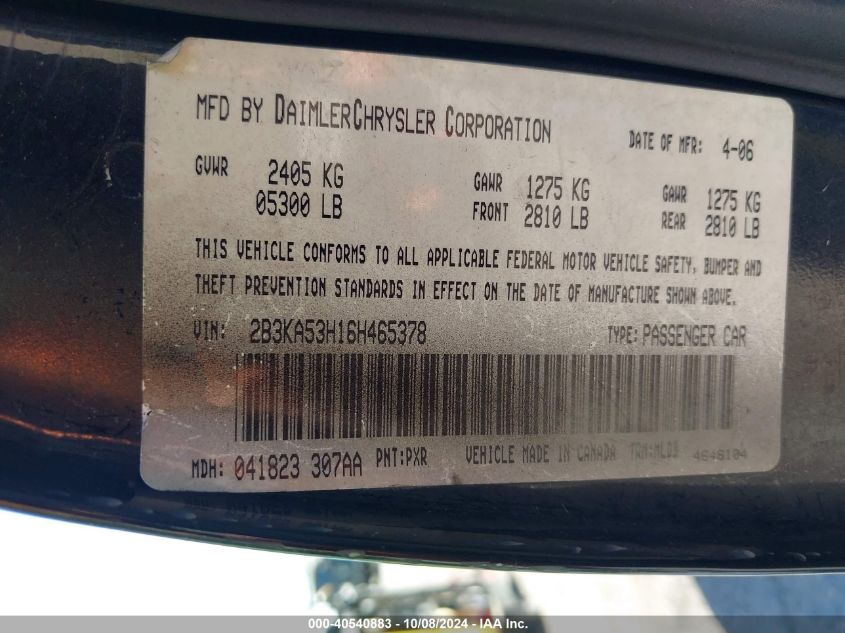 MFD BY DAIMLERCHRYSLER CORPORATION DATE OF MFR: 4-06
GVWR 2405 KG GAWR 1275 KG GAWR 1275 KG
05300 LB FRONT 2810 LB REAR 2810 LB
THIS VEHICLE CONFORMS TO ALL APPLICABLE FEDERAL MOTOR VEHICLE SAFETY, BUMPER AND
THEFT PREVENTION STANDARDS IN EFFECT ON THE DATE OF MANUFACTURE SHOWN ABOVE.
VIN: 2B3KA53H16H465378 TYPE: PASSENGER CAR
MDH: 041823 307AA PNT:PXR VEHICLE MADE IN CANADA TRM:MLD3 4648104
000-40540883 - 10/08/2024 - IAA Inc.